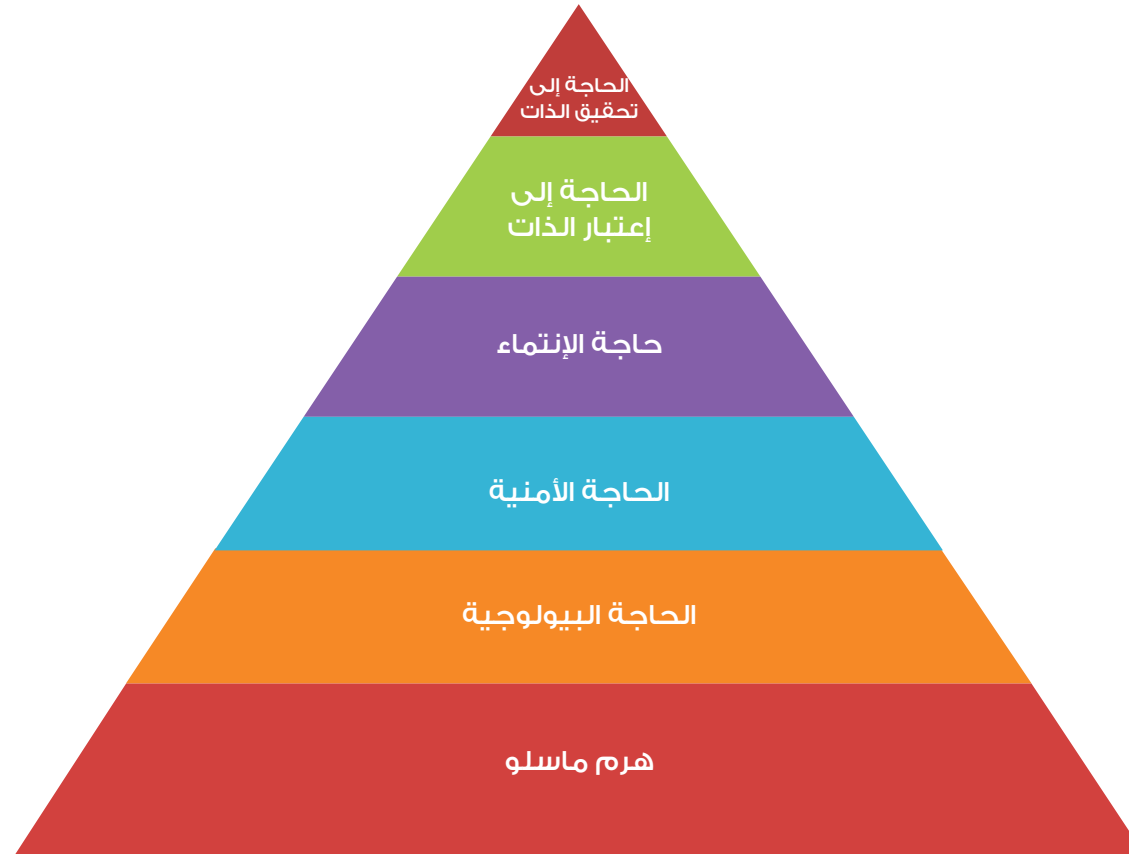 الحاجة إلى
تحقيق الذات
الحاجة إلى
إعتبار الذات
حاجة الإنتماء
الحاجة الأمنية
الحاجة البيولوجية
هرم ماسلو